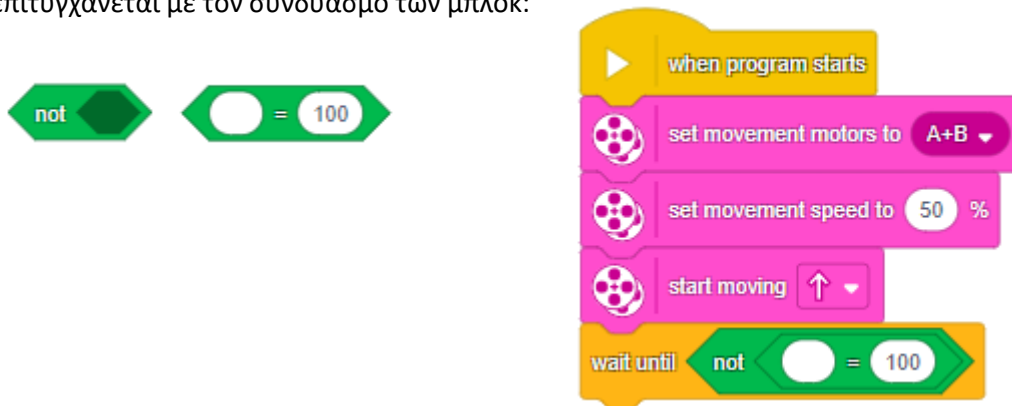 επιτυγχάνεται με τον συνδυασμό των μπλοκ:
not
= 100
when program starts
set movement motors to A+B
set movement speed to 50 %
start moving
wait until not = 100